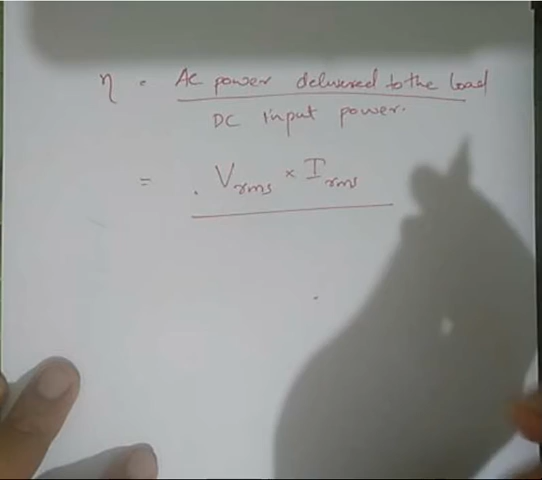 η = AC power delivered to the load
DC input power.
= Vrms × Irms